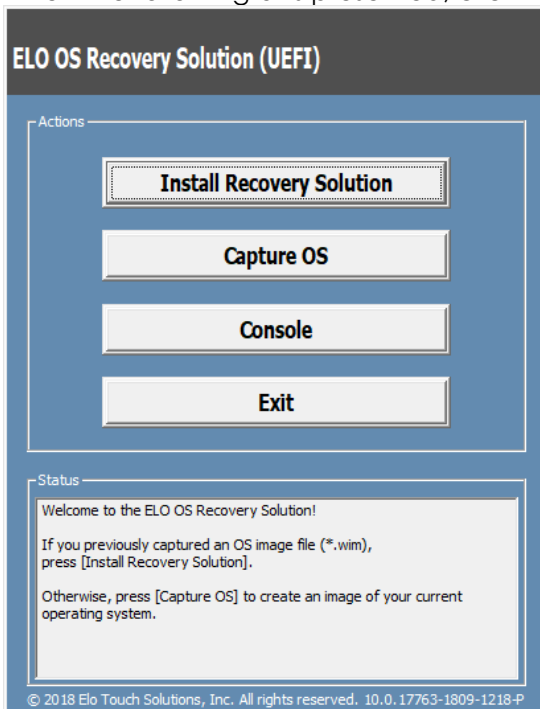 ELO OS Recovery Solution (UEFI)
Actions
Install Recovery Solution
Capture OS
Console
Exit
Status
Welcome to the ELO OS Recovery Solution!
If you previously captured an OS image file (*.wim),
press [Install Recovery Solution].
Otherwise, press [Capture OS] to create an image of your current
operating system.
© 2018 Elo Touch Solutions, Inc. All rights reserved. 10.0.17763-1809-1218-P